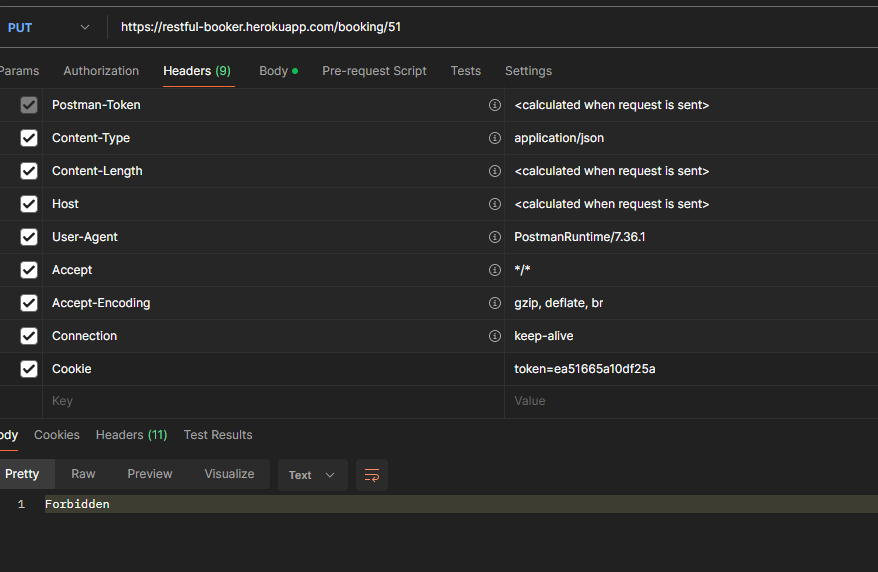 PUT https://restful-booker.herokuapp.com/booking/51
Params Authorization Headers (9) Body Pre-request Script Tests Settings
Postman-Token <calculated when request is sent>
Content-Type application/json
Content-Length <calculated when request is sent>
Host <calculated when request is sent>
User-Agent PostmanRuntime/7.36.1
Accept */*
Accept-Encoding gzip, deflate, br
Connection keep-alive
Cookie token=ea51665a10df25a
Key Value
ody Cookies Headers (11) Test Results
Pretty Raw Preview Visualize Text
1 Forbidden